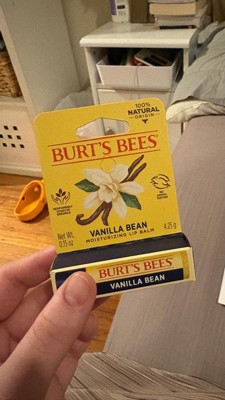 100%
NATURAL
ORIGIN
BURT'S BEES
Net Wt.
0.15 oz
4.25 g
VANILLA BEAN
MOISTURIZING LIP BALM
BURT'S BEES
VANILLA BEAN